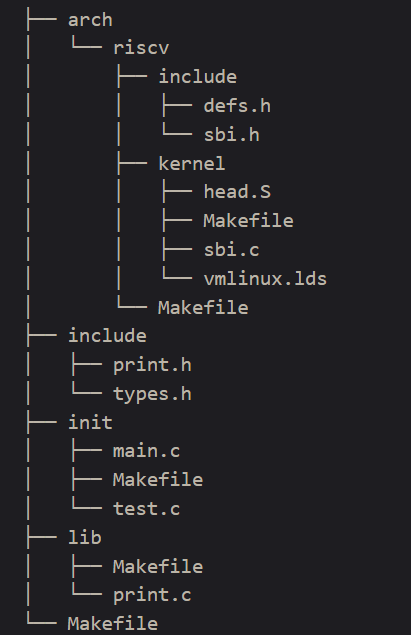 ├── arch
│   └── riscv
│       ├── include
│       │   ├── defs.h
│       │   └── sbi.h
│       ├── kernel
│       │   ├── head.S
│       │   ├── Makefile
│       │   ├── sbi.c
│       │   └── vmlinux.lds
│       └── Makefile
├── include
│   ├── print.h
│   └── types.h
├── init
│   ├── main.c
│   ├── Makefile
│   └── test.c
├── lib
│   ├── Makefile
│   └── print.c
└── Makefile